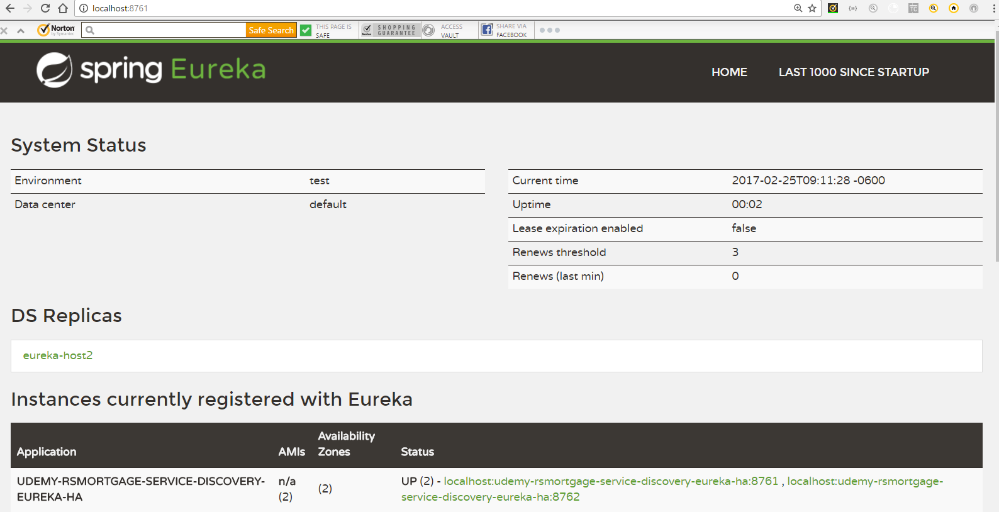 localhost:8761
Norton
by Symantec
Safe Search
THIS PAGE IS
SAFE
Norton
SHOPPING
GUARANTEE
ACCESS
VAULT
SHARE VIA
FACEBOOK
TC
spring Eureka
HOME
LAST 1000 SINCE STARTUP
System Status
Environment test
Data center default
Current time 2017-02-25T09:11:28 -0600
Uptime 00:02
Lease expiration enabled false
Renews threshold 3
Renews (last min) 0
DS Replicas
eureka-host2
Instances currently registered with Eureka
Application AMIs Availability Zones Status
UDEMY-RSMORTGAGE-SERVICE-DISCOVERY-
EUREKA-HA
n/a
(2)
(2)
UP (2) - localhost:udemy-rsmortgage-service-discovery-eureka-ha:8761 , localhost:udemy-rsmortgage-
service-discovery-eureka-ha:8762